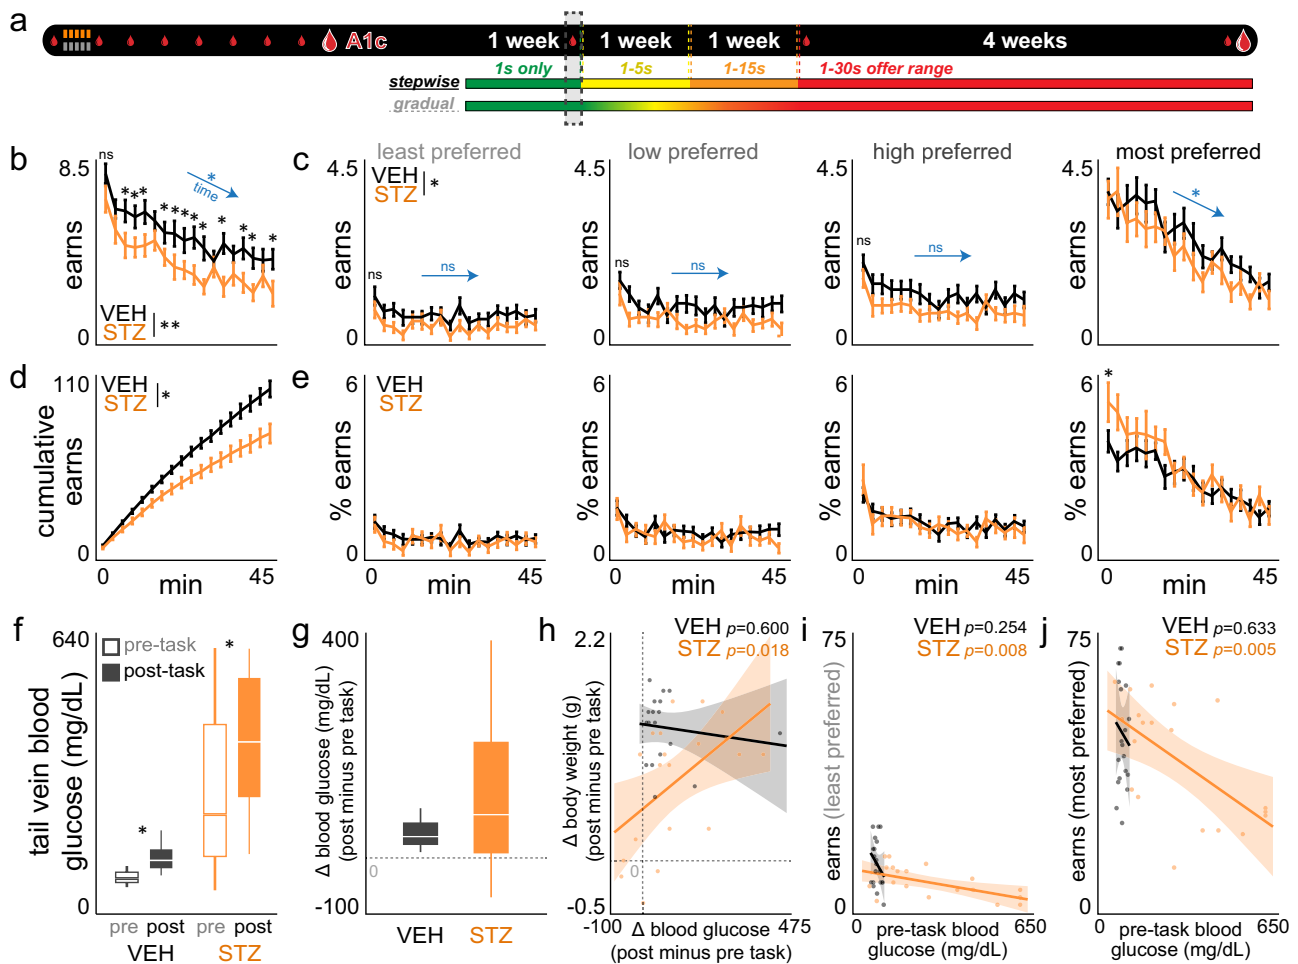 a
A1c
1 week
1 week
1 week
4 weeks
1s only
1-5s
1-15s
1-30s offer range
stepwise
gradual
b
8.5
ns
* * * * * * * * * * * *
*
time
earns
VEH
STZ
**
0
c
least preferred
low preferred
high preferred
most preferred
4.5
VEH
STZ
*
earns
ns
ns
0
4.5
earns
ns
ns
0
4.5
earns
ns
ns
0
4.5
earns
*
0
d
110
VEH
STZ
*
cumulative
earns
0
0
min
45
e
6
VEH
STZ
% earns
0
0
min
45
6
% earns
0
0
min
45
6
% earns
0
0
min
45
6
*
% earns
0
0
min
45
f
640
pre-task
post-task
*
*
tail vein blood
glucose (mg/dL)
0
pre post
pre post
VEH
STZ
g
400
Δ blood glucose (mg/dL)
(post minus pre task)
0
-100
VEH
STZ
h
2.2
VEH p=0.600
STZ p=0.018
Δ body weight (g)
(post minus pre task)
0
-0.5
-100
475
Δ blood glucose
(post minus pre task)
i
75
VEH p=0.254
STZ p=0.008
earns (least preferred)
0
0
650
pre-task blood
glucose (mg/dL)
j
75
VEH p=0.633
STZ p=0.005
earns (most preferred)
0
0
650
pre-task blood
glucose (mg/dL)